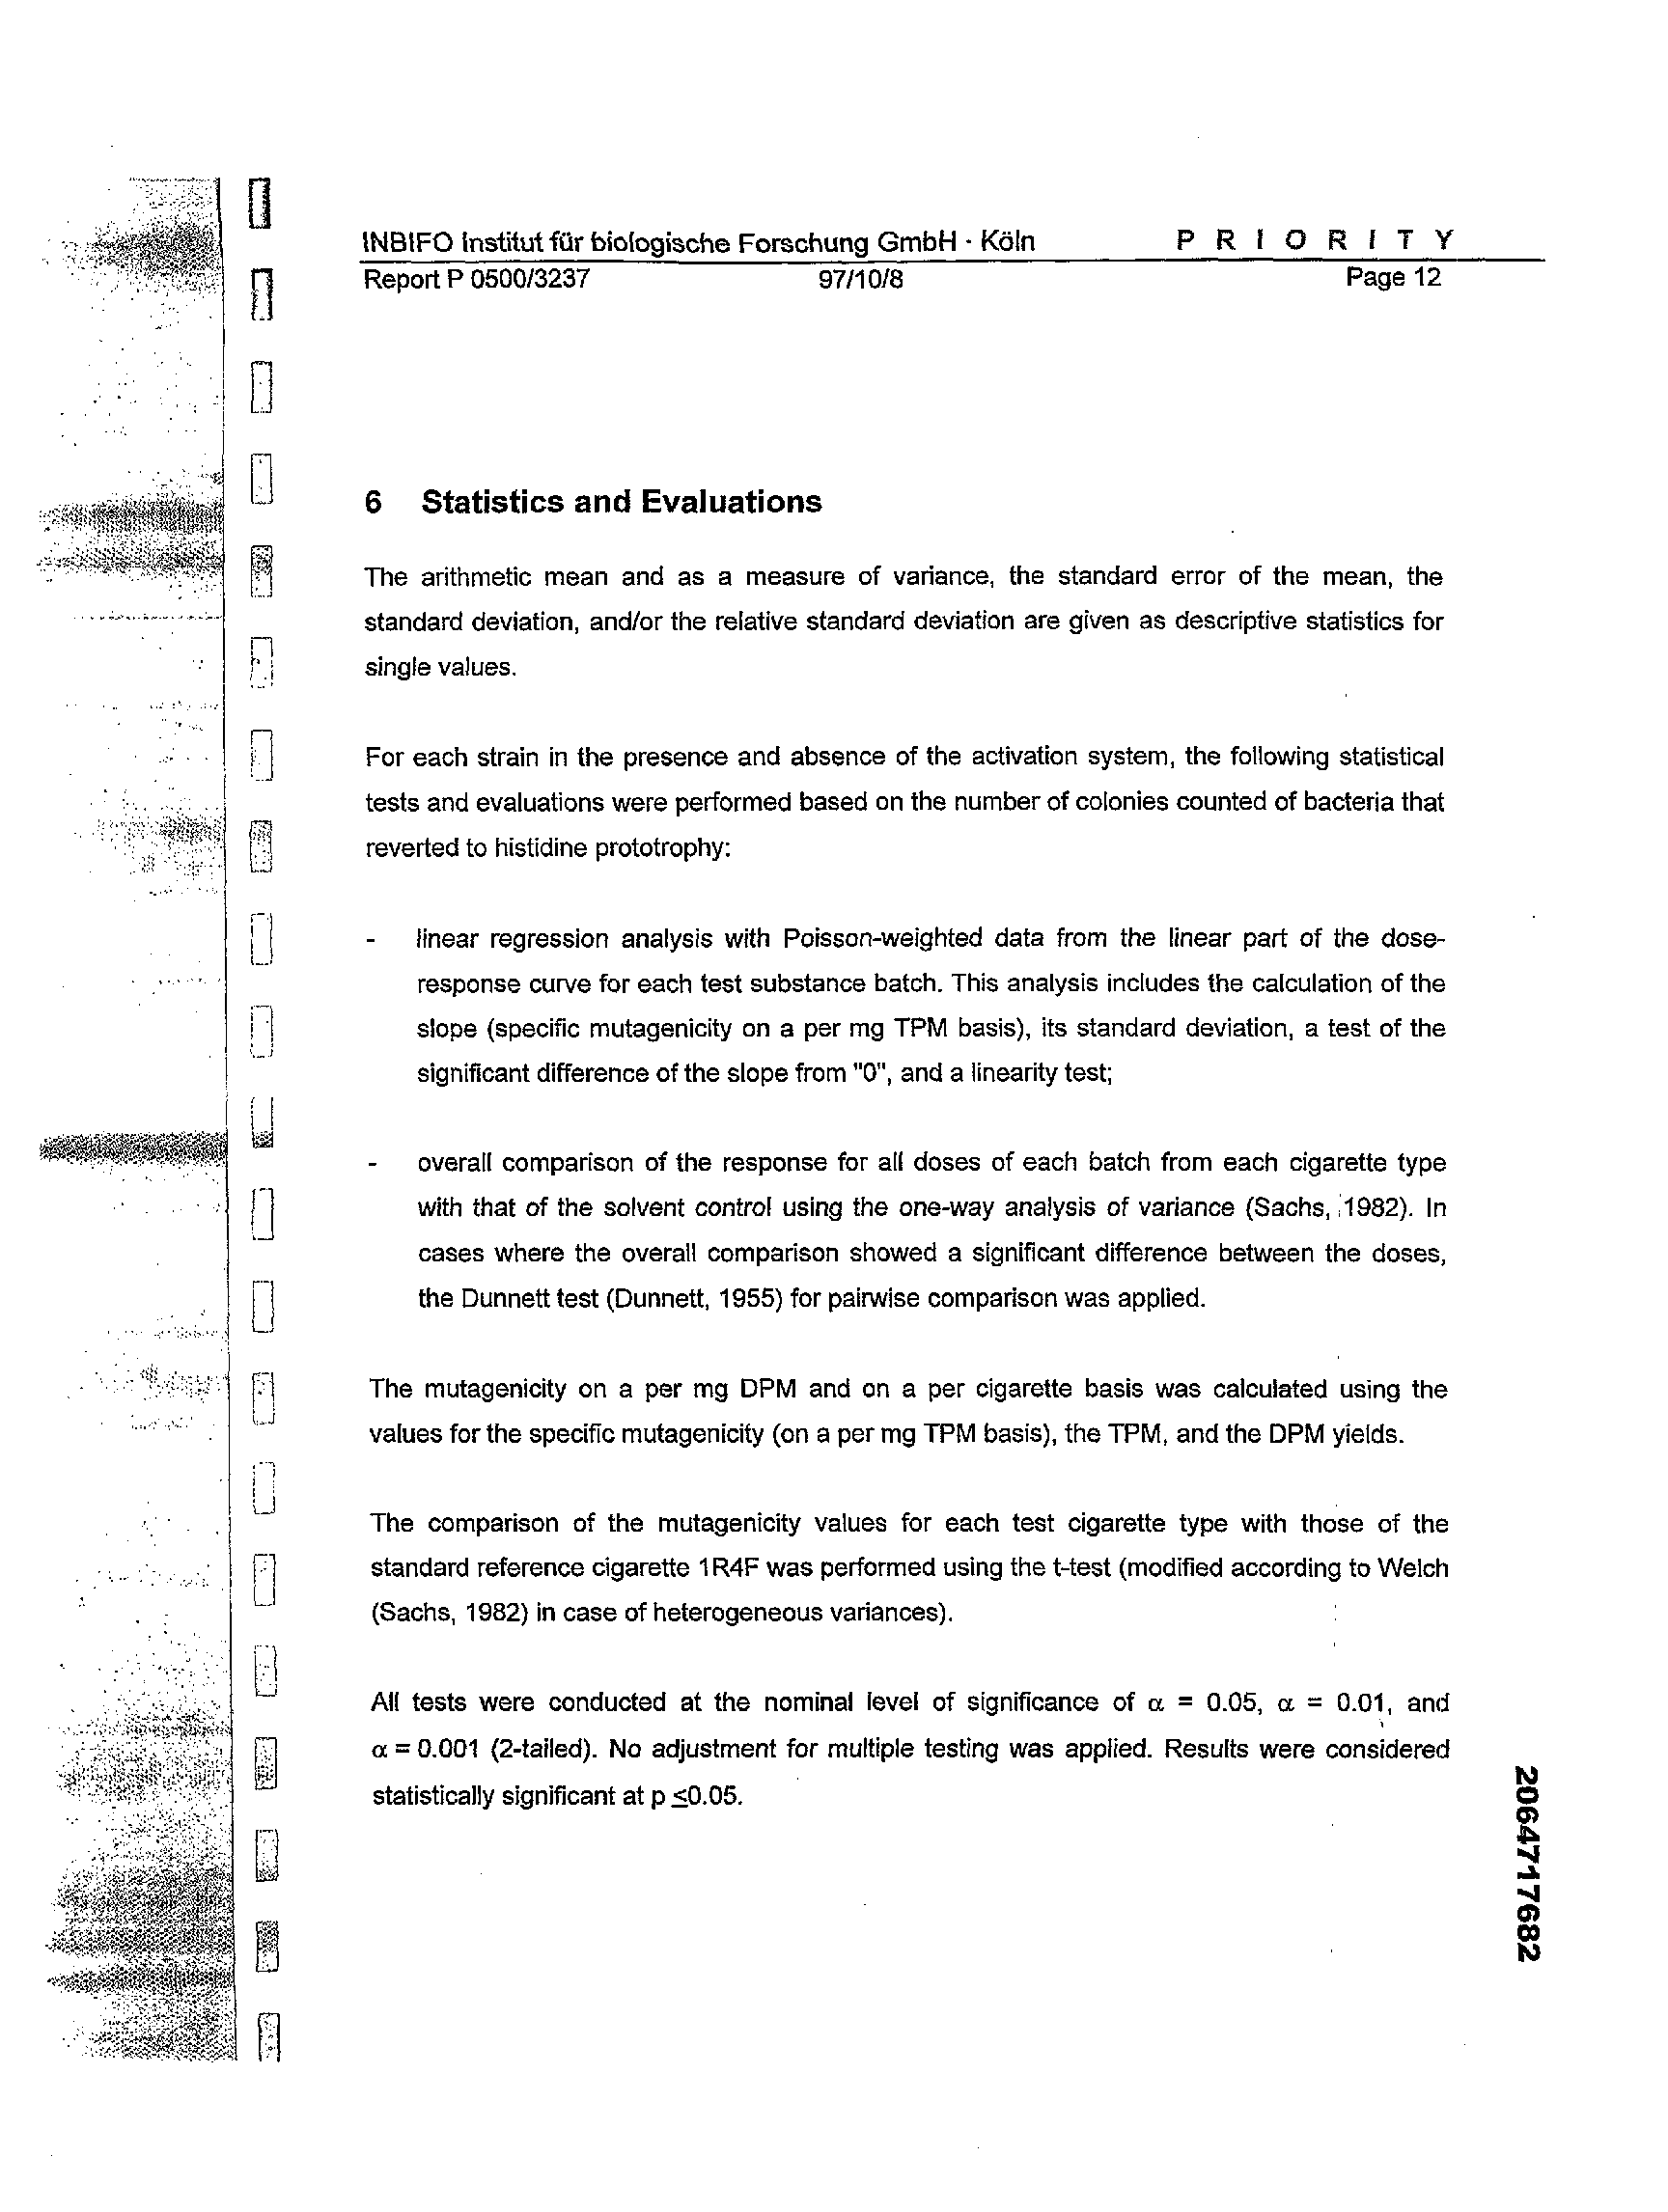 INBIFO Institut für biologische Forschung GmbH · Köln P R I O R I T Y
Report P 0500/3237 97/10/8 Page 12
6 Statistics and Evaluations
The arithmetic mean and as a measure of variance, the standard error of the mean, the
standard deviation, and/or the relative standard deviation are given as descriptive statistics for
single values.
For each strain in the presence and absence of the activation system, the following statistical
tests and evaluations were performed based on the number of colonies counted of bacteria that
reverted to histidine prototrophy:
- linear regression analysis with Poisson-weighted data from the linear part of the dose-
response curve for each test substance batch. This analysis includes the calculation of the
slope (specific mutagenicity on a per mg TPM basis), its standard deviation, a test of the
significant difference of the slope from "0", and a linearity test;
- overall comparison of the response for all doses of each batch from each cigarette type
with that of the solvent control using the one-way analysis of variance (Sachs, 1982). In
cases where the overall comparison showed a significant difference between the doses,
the Dunnett test (Dunnett, 1955) for pairwise comparison was applied.
The mutagenicity on a per mg DPM and on a per cigarette basis was calculated using the
values for the specific mutagenicity (on a per mg TPM basis), the TPM, and the DPM yields.
The comparison of the mutagenicity values for each test cigarette type with those of the
standard reference cigarette 1R4F was performed using the t-test (modified according to Welch
(Sachs, 1982) in case of heterogeneous variances).
All tests were conducted at the nominal level of significance of α = 0.05, α = 0.01, and
α = 0.001 (2-tailed). No adjustment for multiple testing was applied. Results were considered
statistically significant at p ≤0.05.
2064717682